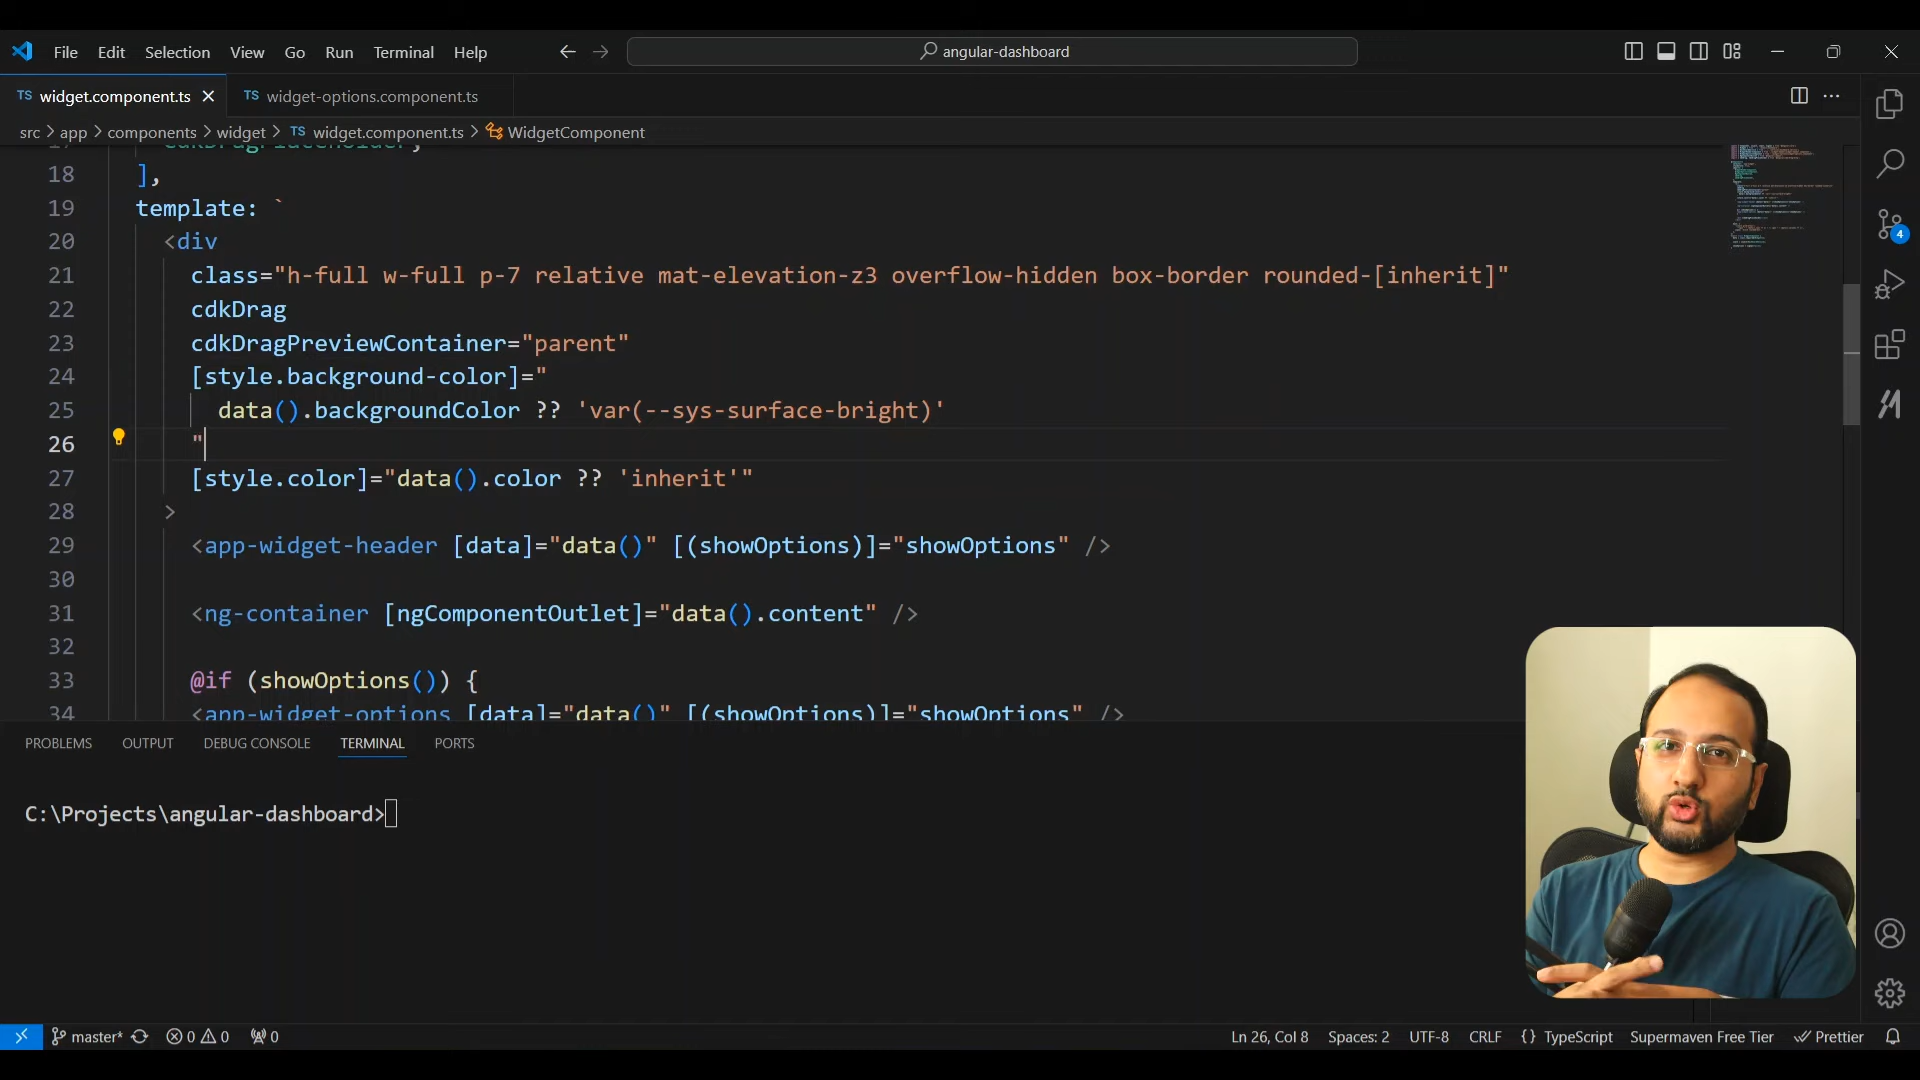 File Edit Selection View Go Run Terminal Help
angular-dashboard
TS widget.component.ts
TS widget-options.component.ts
src > app > components > widget > TS widget.component.ts > WidgetComponent
17 cdkDragPlaceholder,
18 ],
19 template: `
20 <div
21 class="h-full w-full p-7 relative mat-elevation-z3 overflow-hidden box-border rounded-[inherit]"
22 cdkDrag
23 cdkDragPreviewContainer="parent"
24 [style.background-color]="
25 data().backgroundColor ?? 'var(--sys-surface-bright)'
26 "
27 [style.color]="data().color ?? 'inherit'"
28 >
29 <app-widget-header [data]="data()" [(showOptions)]="showOptions" />
30
31 <ng-container [ngComponentOutlet]="data().content" />
32
33 @if (showOptions()) {
34 <app-widget-options [data]="data()" [(showOptions)]="showOptions" />
4
PROBLEMS OUTPUT DEBUG CONSOLE TERMINAL PORTS
C:\Projects\angular-dashboard>
master* 0 0 0
Ln 26, Col 8 Spaces: 2 UTF-8 CRLF {} TypeScript Supermaven Free Tier Prettier